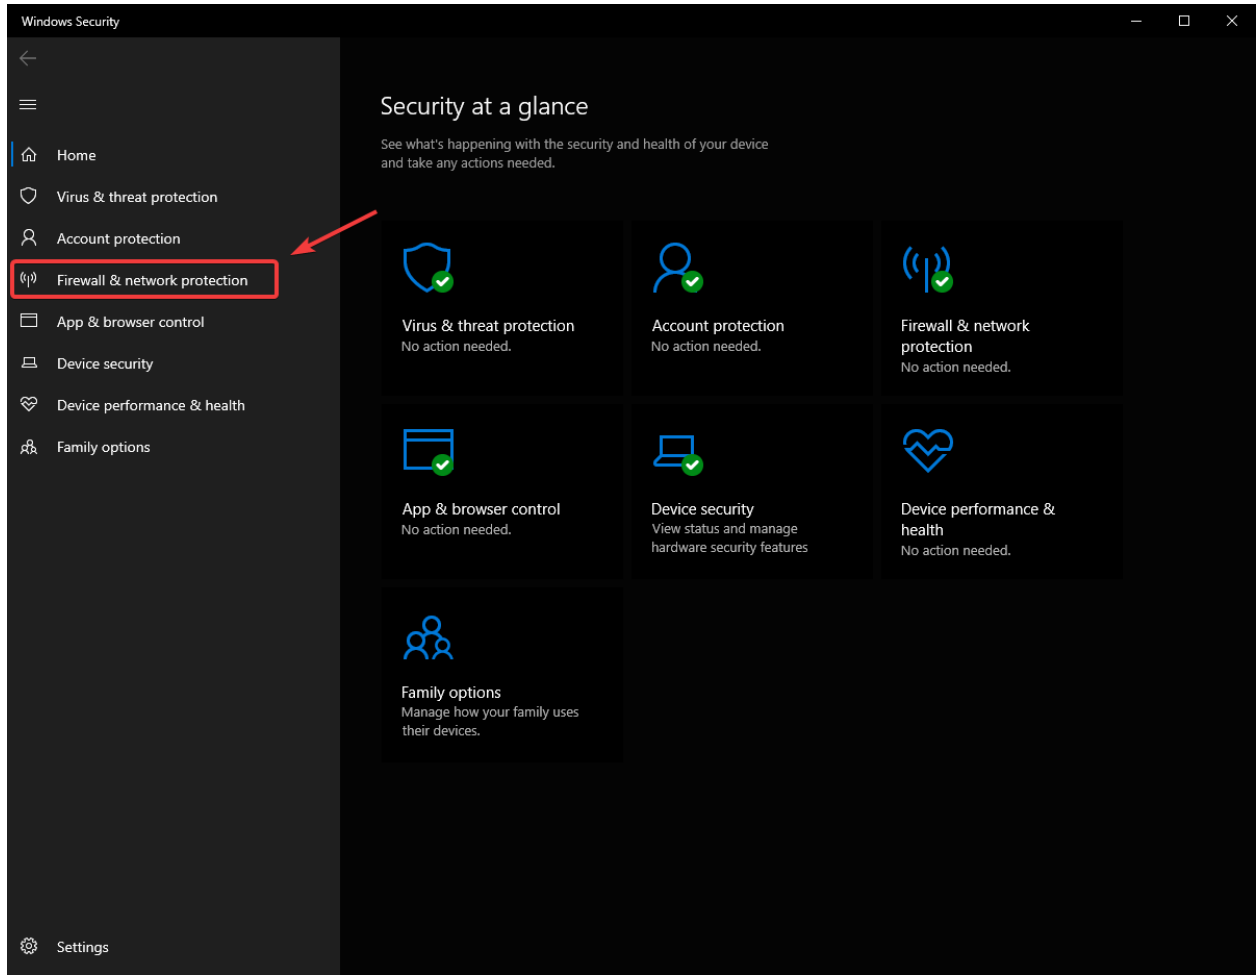 Windows Security
Home
Virus & threat protection
Account protection
Firewall & network protection
App & browser control
Device security
Device performance & health
Family options
Settings
Security at a glance
See what's happening with the security and health of your device
and take any actions needed.
Virus & threat protection
No action needed.
Account protection
No action needed.
Firewall & network
protection
No action needed.
App & browser control
No action needed.
Device security
View status and manage
hardware security features
Device performance &
health
No action needed.
Family options
Manage how your family uses
their devices.